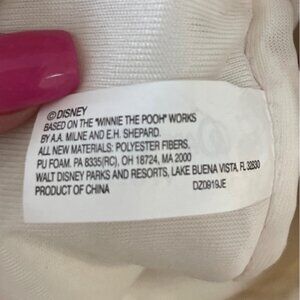 ©DISNEY
BASED ON THE "WINNIE THE POOH" WORKS
BY A.A. MILNE AND E.H. SHEPARD.
ALL NEW MATERIALS: POLYESTER FIBERS.
PU FOAM. PA 8335(RC), OH 18724, MA 2000
WALT DISNEY PARKS AND RESORTS, LAKE BUENA VISTA, FL 32830
PRODUCT OF CHINA DZ0919JE